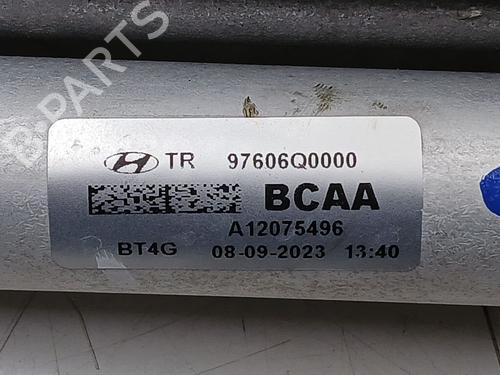 B-PARTS
TR 97606Q0000
BCAA
A12075496
BT4G 08-09-2023 13:40